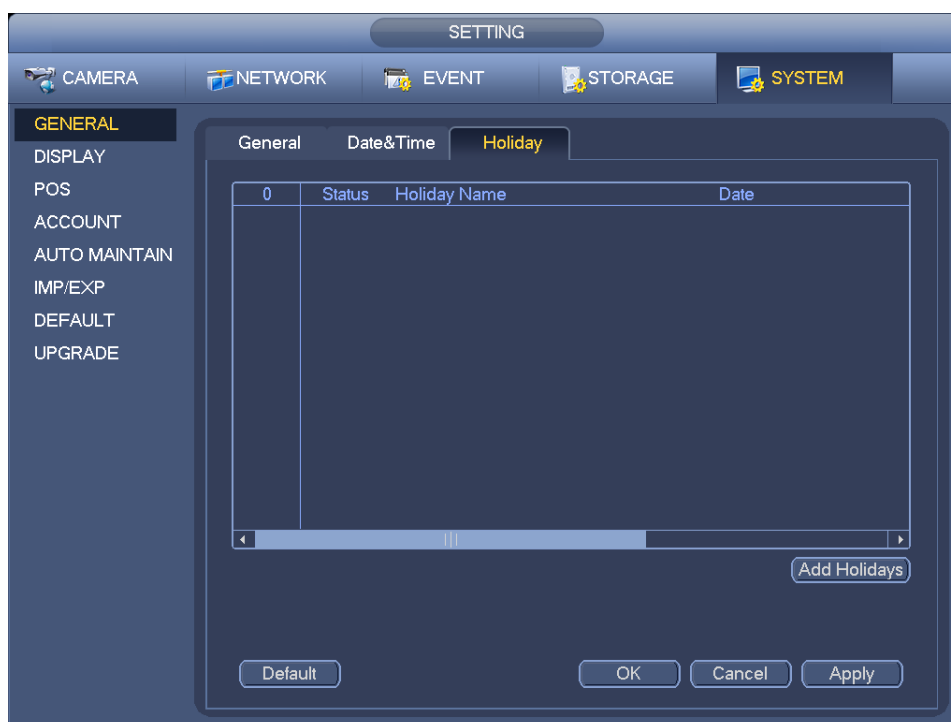 SETTING
CAMERA NETWORK EVENT STORAGE SYSTEM
GENERAL
DISPLAY
POS
ACCOUNT
AUTO MAINTAIN
IMP/EXP
DEFAULT
UPGRADE
General Date&Time Holiday
0 Status Holiday Name Date
Add Holidays
Default OK Cancel Apply